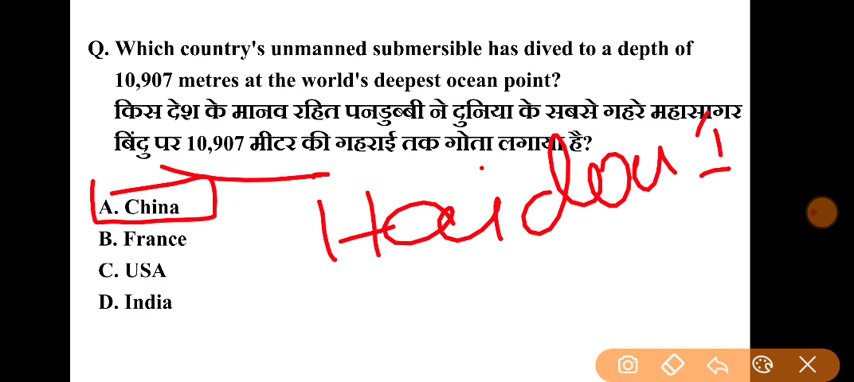 Q. Which country's unmanned submersible has dived to a depth of
10,907 metres at the world's deepest ocean point?
किस देश के मानव रहित पनडुब्बी ने दुनिया के सबसे गहरे महासागर
बिंदु पर 10,907 मीटर की गहराई तक गोता लगाया है?
Haidou 1
A. China
B. France
C. USA
D. India